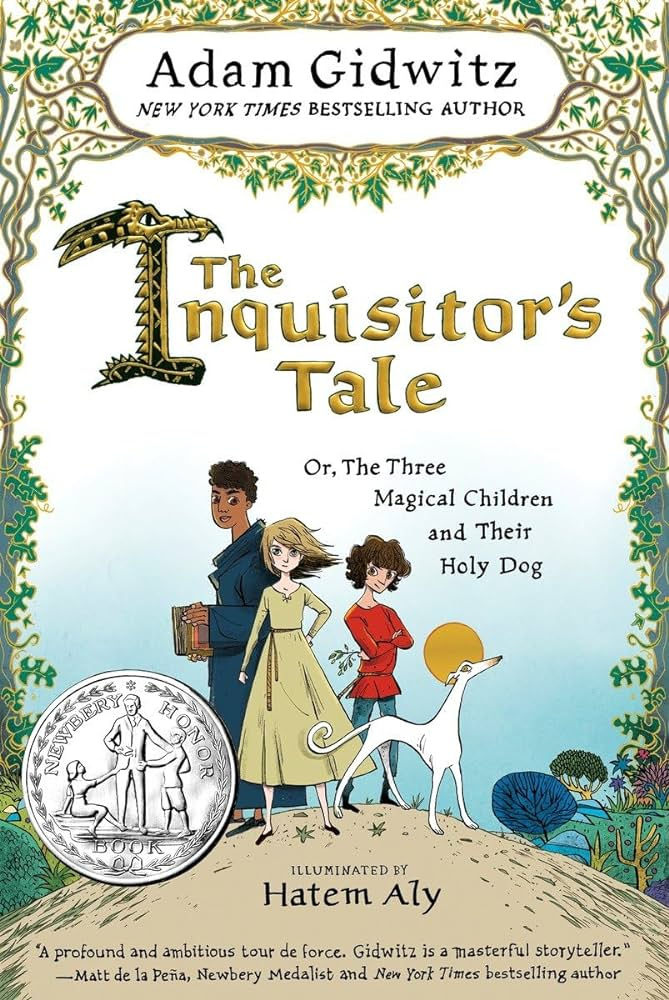 Adam Gidwitz
NEW YORK TIMES BESTSELLING AUTHOR
The
Inquisitor's
Tale
Or, The Three
Magical Children
and Their
Holy Dog
NEWBERY HONOR
BOOK
ILLUMINATED BY
Hatem Aly
"A profound and ambitious tour de force. Gidwitz is a masterful storyteller."
—Matt de la Peña, Newbery Medalist and New York Times bestselling author